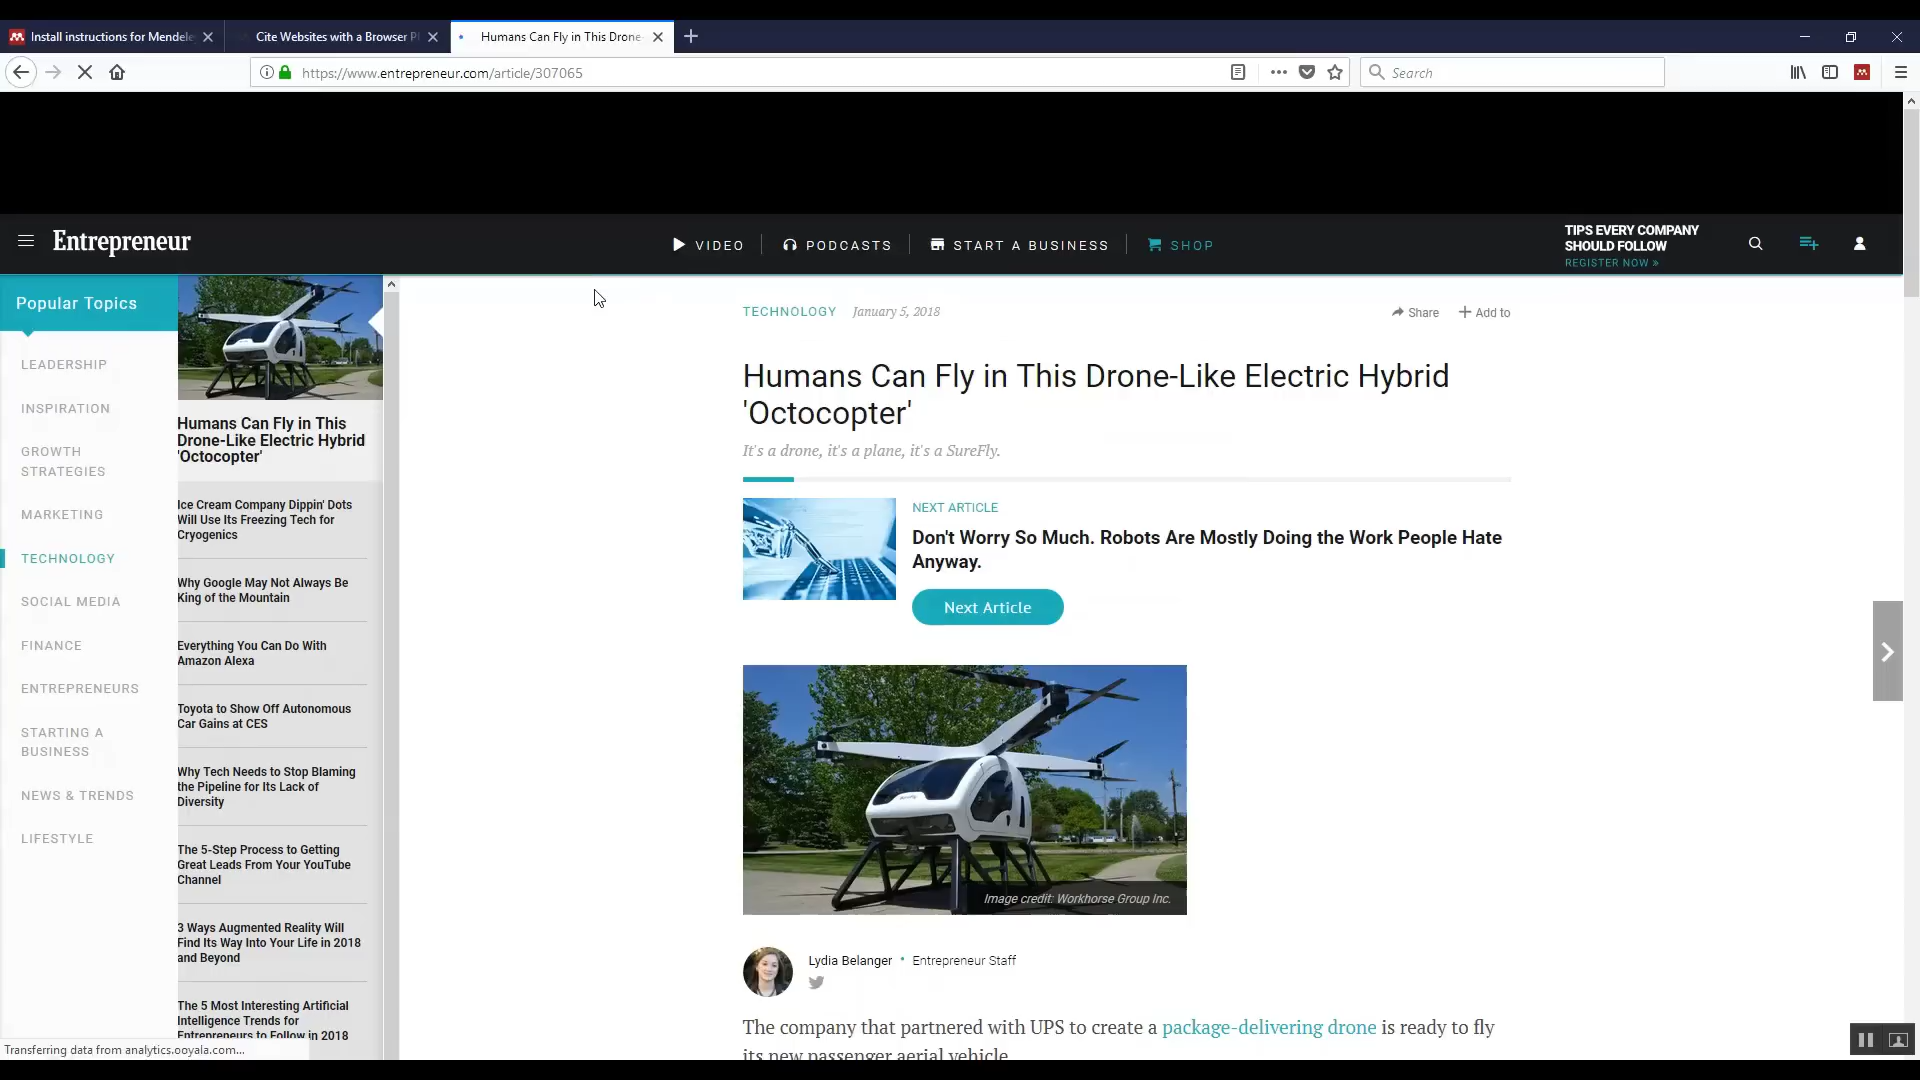 Install instructions for Mendele
Cite Websites with a Browser Pl
Humans Can Fly in This Drone-
https://www.entrepreneur.com/article/307065
Search
Entrepreneur
VIDEO
PODCASTS
START A BUSINESS
SHOP
TIPS EVERY COMPANY
SHOULD FOLLOW
REGISTER NOW »
Popular Topics
LEADERSHIP
INSPIRATION
GROWTH
STRATEGIES
MARKETING
TECHNOLOGY
SOCIAL MEDIA
FINANCE
ENTREPRENEURS
STARTING A
BUSINESS
NEWS & TRENDS
LIFESTYLE
Humans Can Fly in This
Drone-Like Electric Hybrid
'Octocopter'
Ice Cream Company Dippin' Dots
Will Use Its Freezing Tech for
Cryogenics
Why Google May Not Always Be
King of the Mountain
Everything You Can Do With
Amazon Alexa
Toyota to Show Off Autonomous
Car Gains at CES
Why Tech Needs to Stop Blaming
the Pipeline for Its Lack of
Diversity
The 5-Step Process to Getting
Great Leads From Your YouTube
Channel
3 Ways Augmented Reality Will
Find Its Way Into Your Life in 2018
and Beyond
The 5 Most Interesting Artificial
Intelligence Trends for
Entrepreneurs to Follow in 2018
TECHNOLOGY January 5, 2018
Share
Add to
Humans Can Fly in This Drone-Like Electric Hybrid
'Octocopter'
It's a drone, it's a plane, it's a SureFly.
NEXT ARTICLE
Don't Worry So Much. Robots Are Mostly Doing the Work People Hate
Anyway.
Next Article
Image credit: Workhorse Group Inc.
Lydia Belanger • Entrepreneur Staff
The company that partnered with UPS to create a package-delivering drone is ready to fly
its new passenger aerial vehicle.
Transferring data from analytics.ooyala.com...